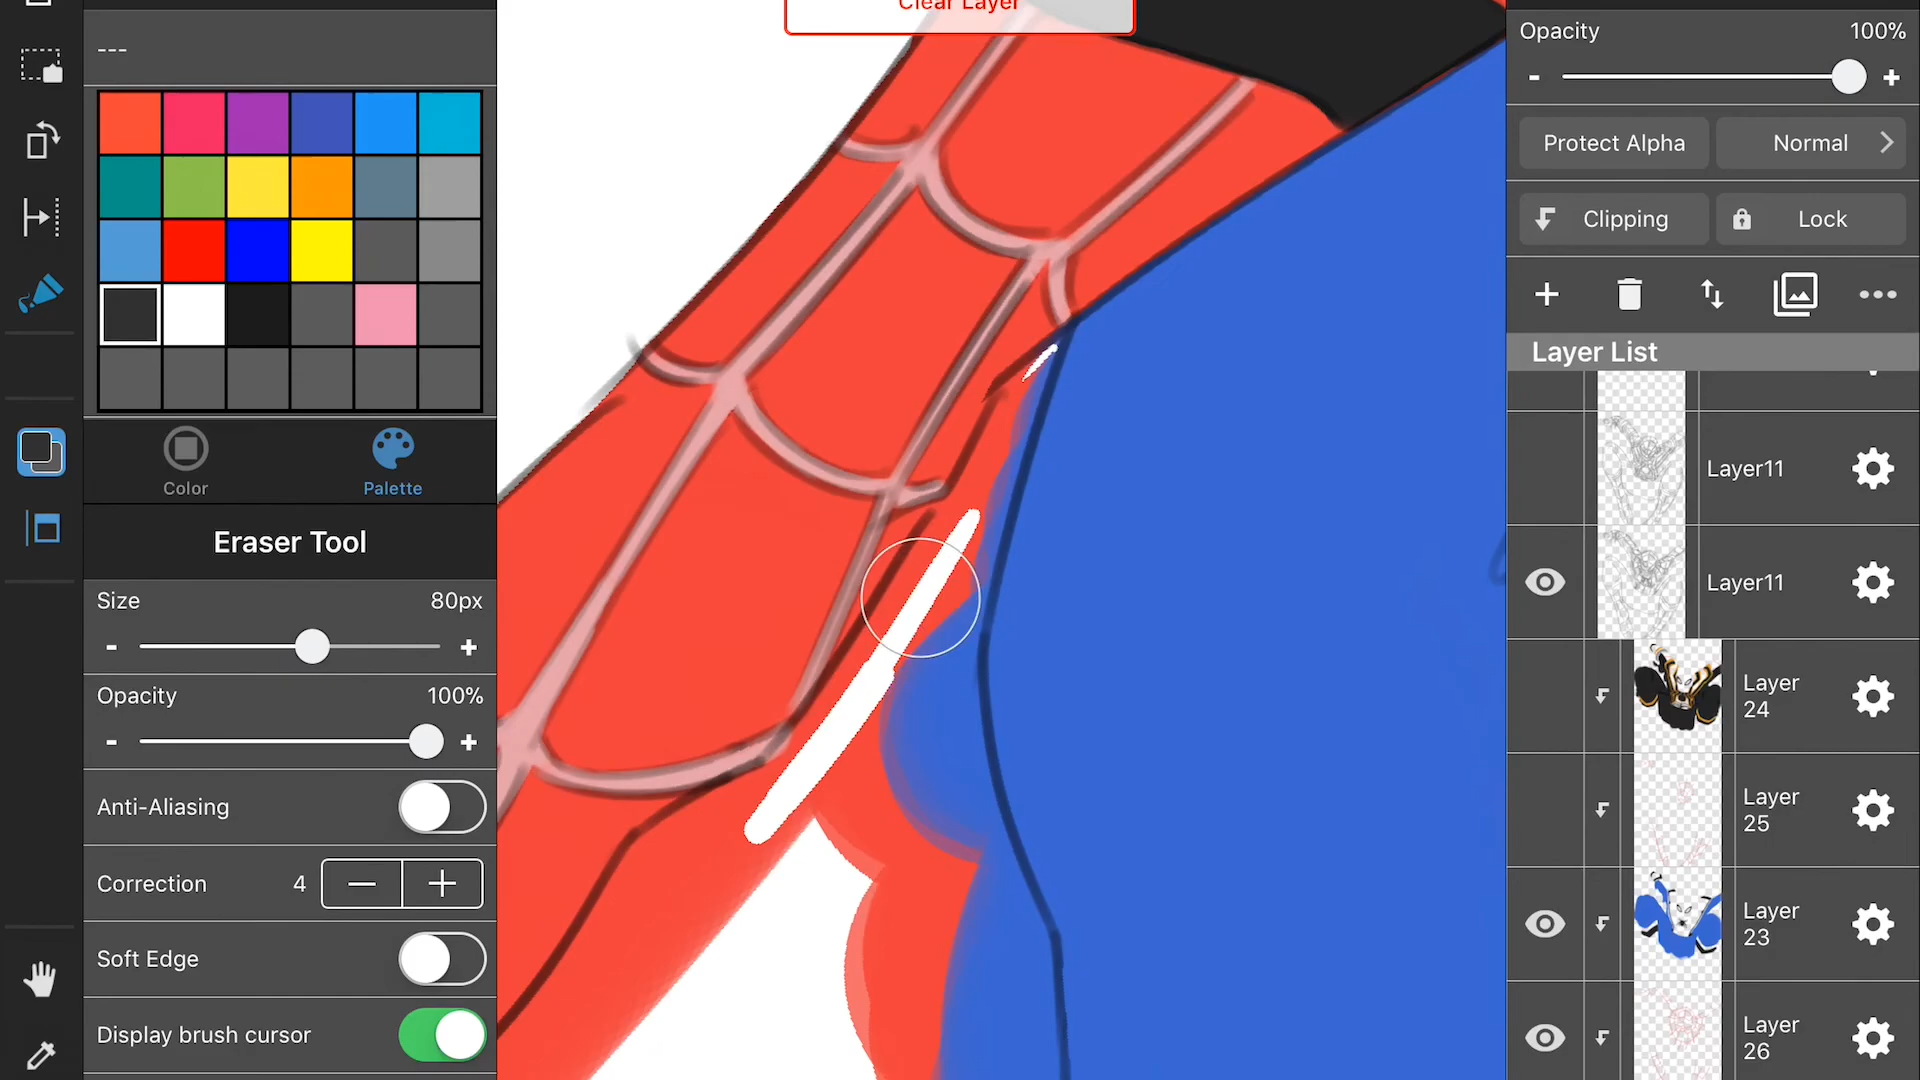 Clear Layer
---
Color
Palette
Eraser Tool
Size 80px
- +
Opacity 100%
- +
Anti-Aliasing
Correction 4 — +
Soft Edge
Display brush cursor
Opacity 100%
- +
Protect Alpha
Normal
Clipping
Lock
Layer List
Layer11
Layer11
Layer
24
Layer
25
Layer
23
Layer
26